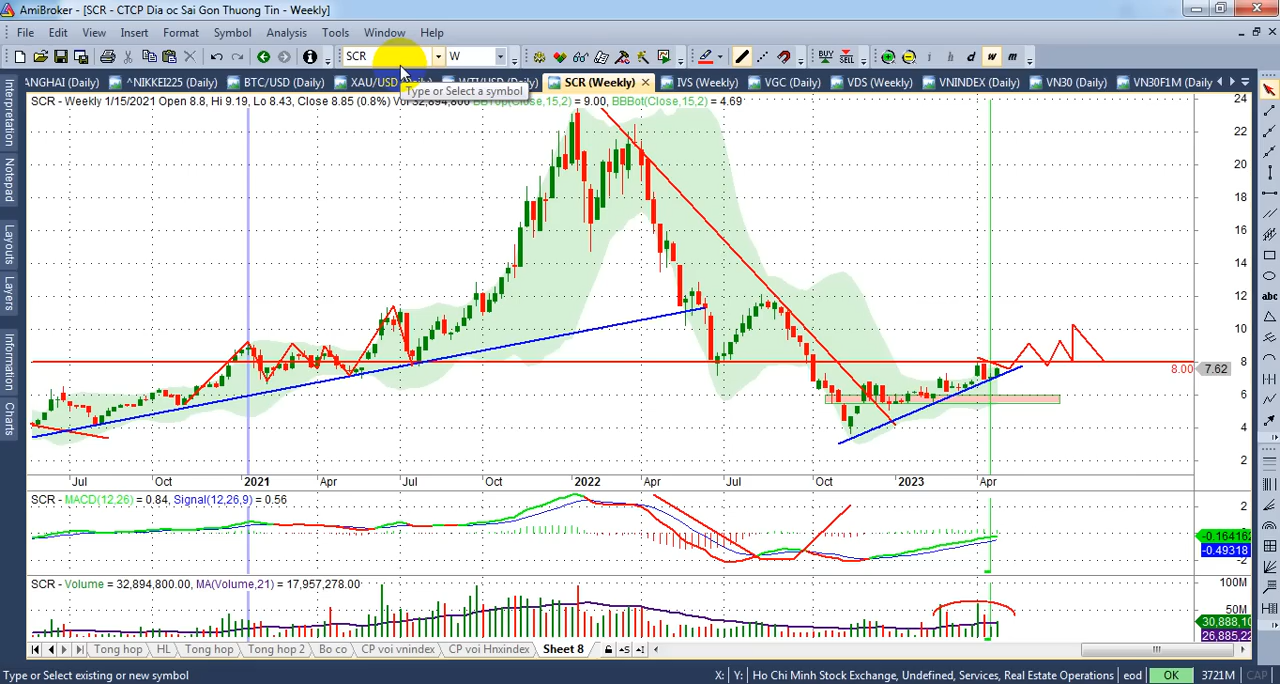 AmiBroker - [SCR - CTCP Dia oc Sai Gon Thuong Tin - Weekly]
File Edit View Insert Format Symbol Analysis Tools Window Help
SCR W BUY SELL i h d w m
ANGHAI (Daily) ^NIKKEI225 (Daily) BTC/USD (Daily) XAU/USD SCR (Weekly) IVS (Weekly) VGC (Daily) VDS (Weekly) VNINDEX (Daily) VN30 (Daily) VN30F1M (Daily)
Type or Select a symbol
SCR - Weekly 1/15/2021 Open 8.8, Hi 9.19, Lo 8.43, Close 8.85 (0.8%) Vol 32,894,800 BBTop(Close,15,2) = 9.00, BBBot(Close,15,2) = 4.69
Interpretation
Notepad
Layouts
Layers
Information
Charts
abc
24
22
20
18
16
14
12
10
8
8.00 7.62
6
4
2
Jul Oct 2021 Apr Jul Oct 2022 Apr Jul Oct 2023 Apr
SCR - MACD(12,26) = 0.84, Signal(12,26,9) = 0.56
2
-0.164162
-0.49318
-2
SCR - Volume = 32,894,800.00, MA(Volume,21) = 17,957,278.00
100M
50M
30,888,10
26,885,22
Tong hop HL Tong hop Tong hop 2 Bo co CP voi vnindex CP voi Hnxindex Sheet 8
Type or Select existing or new symbol X: Y: Ho Chi Minh Stock Exchange, Undefined, Services, Real Estate Operations eod OK 3721M CAP